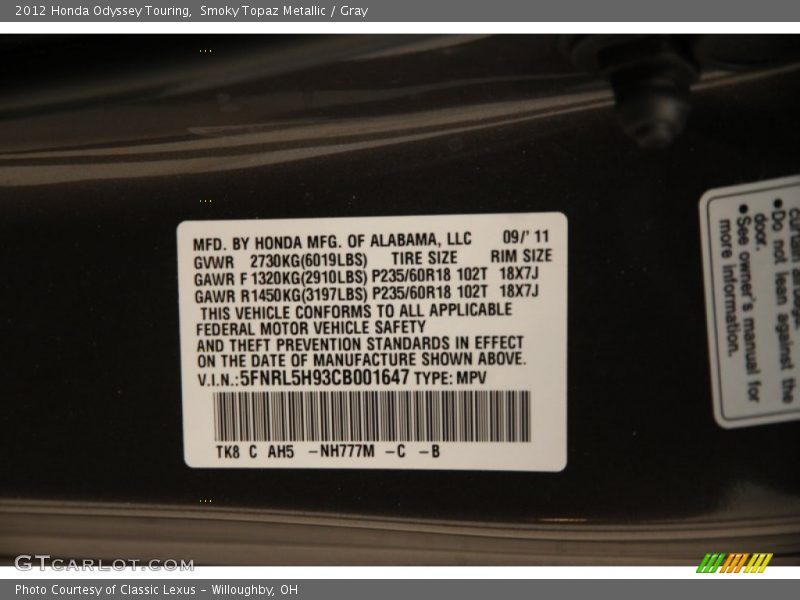 2012 Honda Odyssey Touring, Smoky Topaz Metallic / Gray
MFD. BY HONDA MFG. OF ALABAMA, LLC 09/'11
GVWR 2730KG(6019LBS) TIRE SIZE RIM SIZE
GAWR F 1320KG(2910LBS) P235/60R18 102T 18X7J
GAWR R 1450KG(3197LBS) P235/60R18 102T 18X7J
THIS VEHICLE CONFORMS TO ALL APPLICABLE
FEDERAL MOTOR VEHICLE SAFETY
AND THEFT PREVENTION STANDARDS IN EFFECT
ON THE DATE OF MANUFACTURE SHOWN ABOVE.
V.I.N.:5FNRL5H93CB001647 TYPE: MPV
TK8 C AH5 -NH777M -C -B
curtain airbags
•Do not lean against the
door.
•See owner's manual for
more information.
GTCARLOT.COM
Photo Courtesy of Classic Lexus - Willoughby, OH